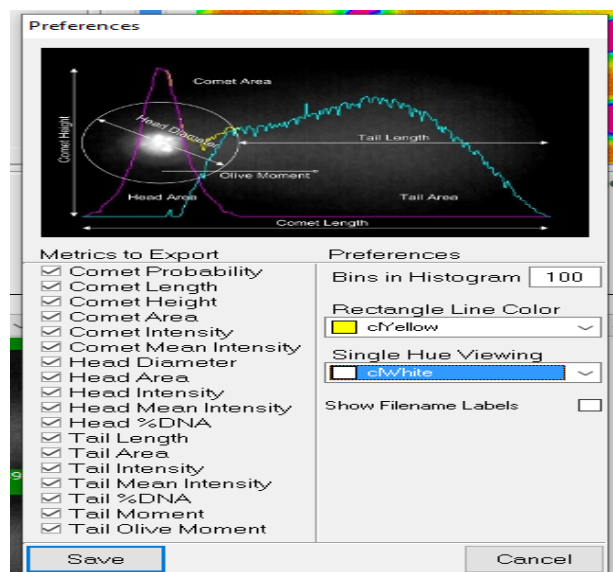 Preferences
Comet Area
Comet Height
Head Diameter
Tail Length
Olive Moment
Head Area
Tail Area
Comet Length
Metrics to Export
Comet Probability
Comet Length
Comet Height
Comet Area
Comet Intensity
Comet Mean Intensity
Head Diameter
Head Area
Head Intensity
Head Mean Intensity
Head %DNA
Tail Length
Tail Area
Tail Intensity
Tail Mean Intensity
Tail %DNA
Tail Moment
Tail Olive Moment
Preferences
Bins in Histogram 100
Rectangle Line Color
clYellow
Single Hue Viewing
clWhite
Show Filename Labels
Save
Cancel